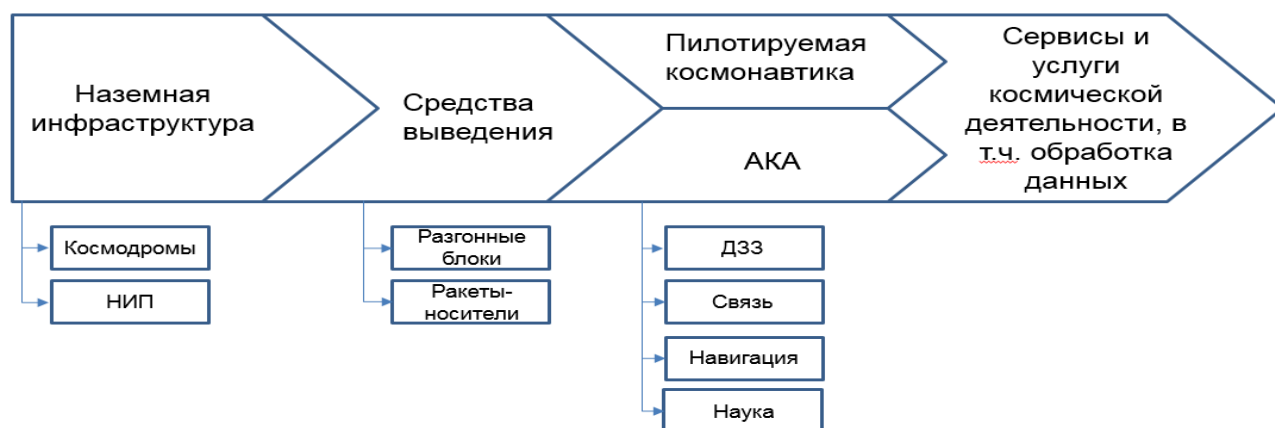 Наземная
инфраструктура
Средства
выведения
Пилотируемая
космонавтика
АКА
Сервисы и
услуги
космической
деятельности, в
т.ч. обработка
данных
Космодромы
НИП
Разгонные
блоки
Ракеты-
носители
ДЗЗ
Связь
Навигация
Наука